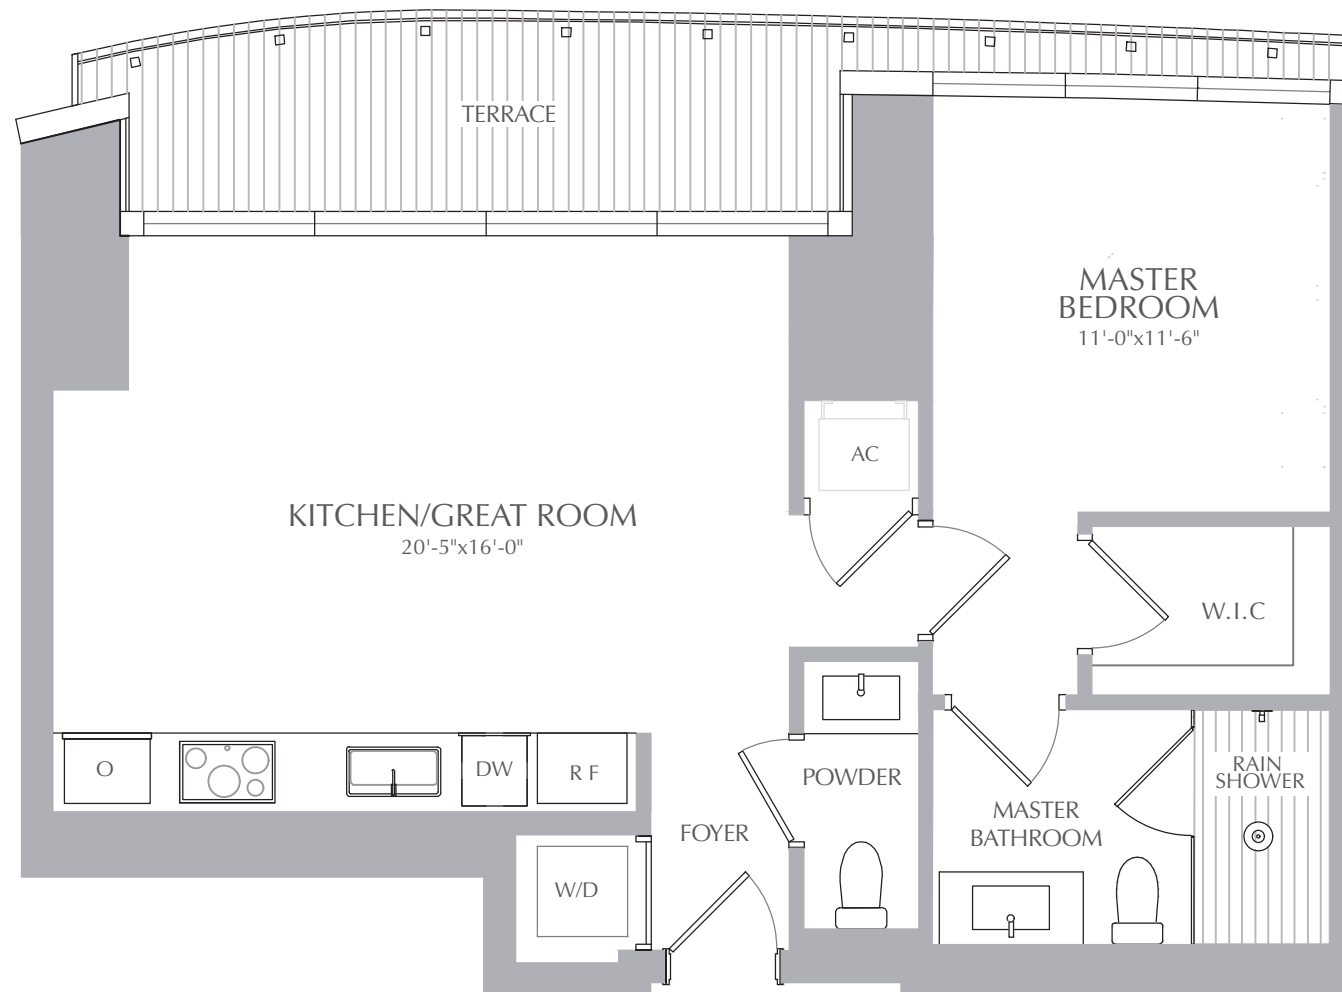 TERRACE
MASTER
BEDROOM
11'-0"x11'-6"
AC
KITCHEN/GREAT ROOM
20'-5"x16'-0"
W.I.C
O
DW
R F
POWDER
RAIN
SHOWER
MASTER
BATHROOM
FOYER
W/D